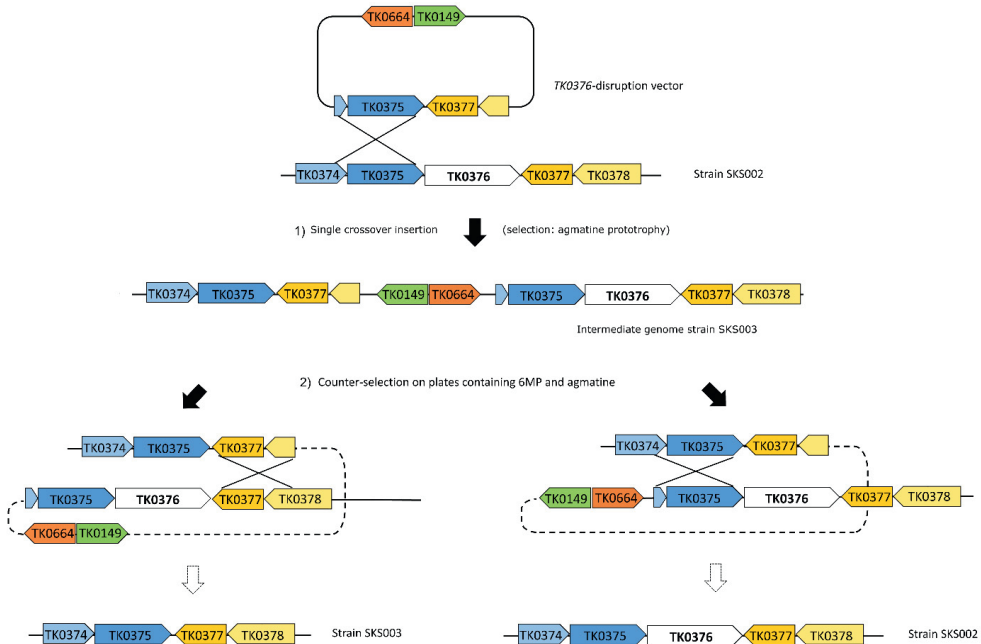 TK0664 TK0149
TK0376-disruption vector
TK0375 TK0377
TK0374 TK0375 TK0376 TK0377 TK0378 Strain SKS002
1) Single crossover insertion (selection: agmatine prototrophy)
TK0374 TK0375 TK0377 TK0149 TK0664 TK0375 TK0376 TK0377 TK0378
Intermediate genome strain SKS003
2) Counter-selection on plates containing 6MP and agmatine
TK0374 TK0375 TK0377
TK0375 TK0376 TK0377 TK0378
TK0664 TK0149
TK0374 TK0375 TK0377 TK0378 Strain SKS003
TK0374 TK0375 TK0377
TK0149 TK0664 TK0375 TK0376 TK0377 TK0378
TK0374 TK0375 TK0376 TK0377 TK0378 Strain SKS002